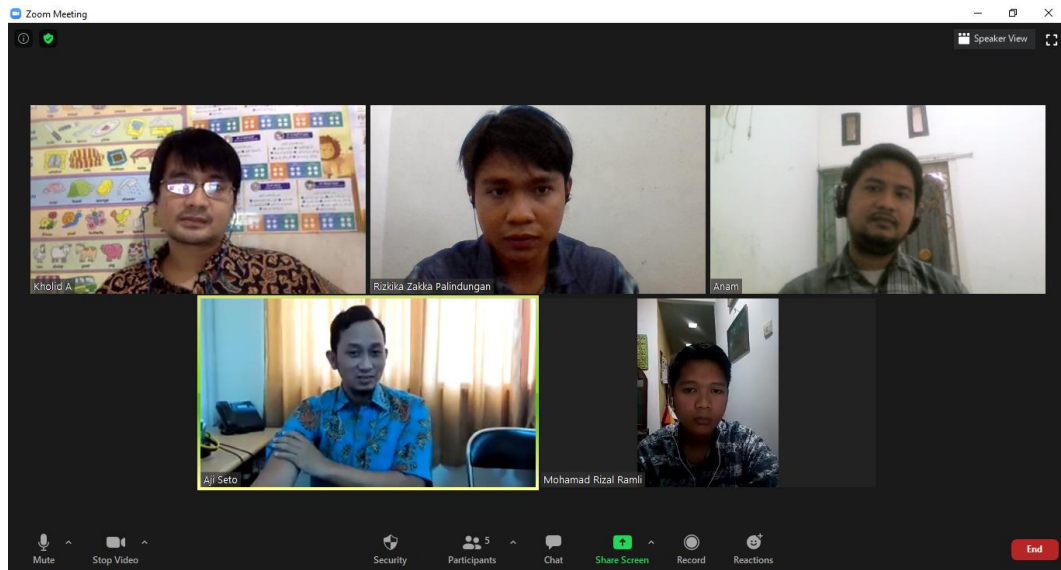 Zoom Meeting
Speaker View
Kholid A
Rizkika Zakka Palindungan
Anam
Aji Seto
Mohamad Rizal Ramli
5
Mute
Stop Video
Security
Participants
Chat
Share Screen
Record
Reactions
End